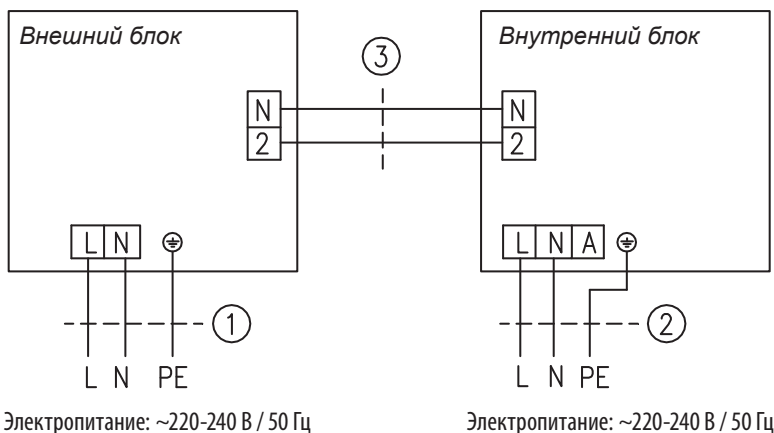 Внешний блок
Внутренний блок
3
N
N
2
2
L N
L N A
1
2
L N PE
L N PE
Электропитание: ~220-240 В / 50 Гц
Электропитание: ~220-240 В / 50 Гц